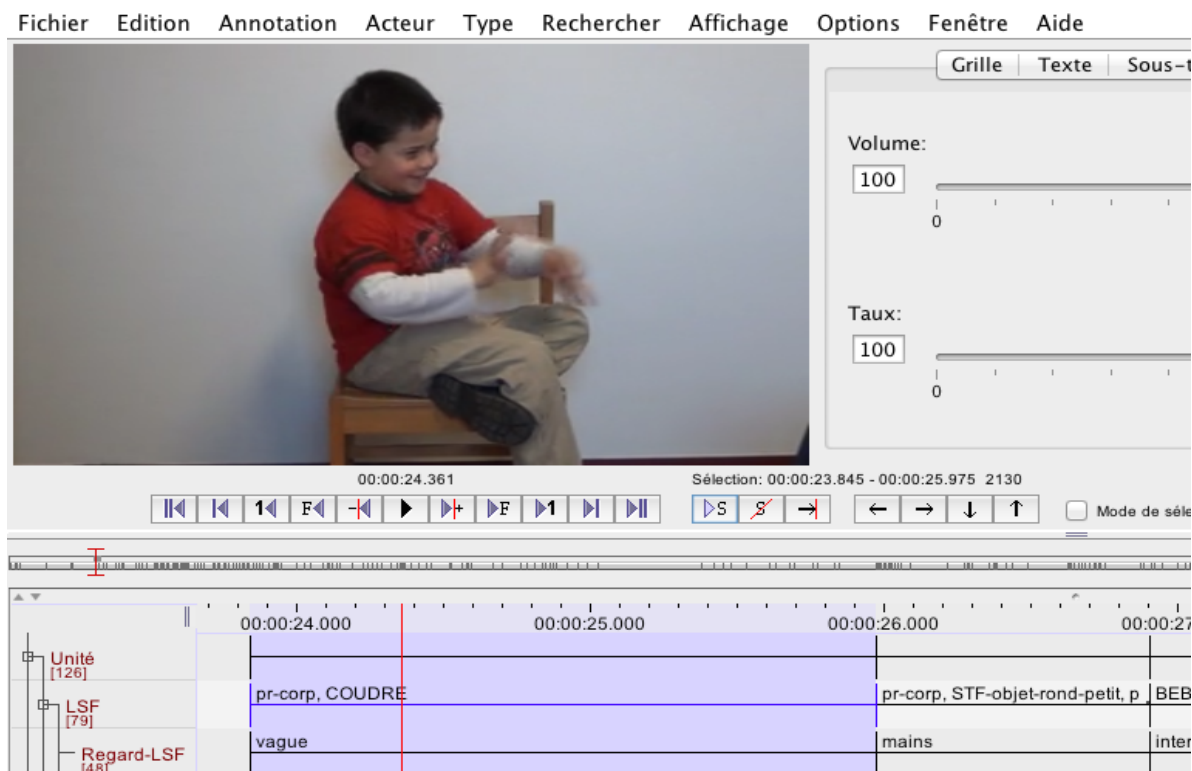 Fichier Edition Annotation Acteur Type Rechercher Affichage Options Fenêtre Aide
Grille Texte Sous-t
Volume:
100
0
Taux:
100
0
00:00:24.361
Sélection: 00:00:23.845 - 00:00:25.975 2130
1 F F 1 S S
Mode de séle
00:00:24.000 00:00:25.000 00:00:26.000 00:00:27
Unité
[126]
pr-corp, COUDRE pr-corp, STF-objet-rond-petit, p BEB
LSF
[79]
vague mains inter
Regard-LSF
[48]